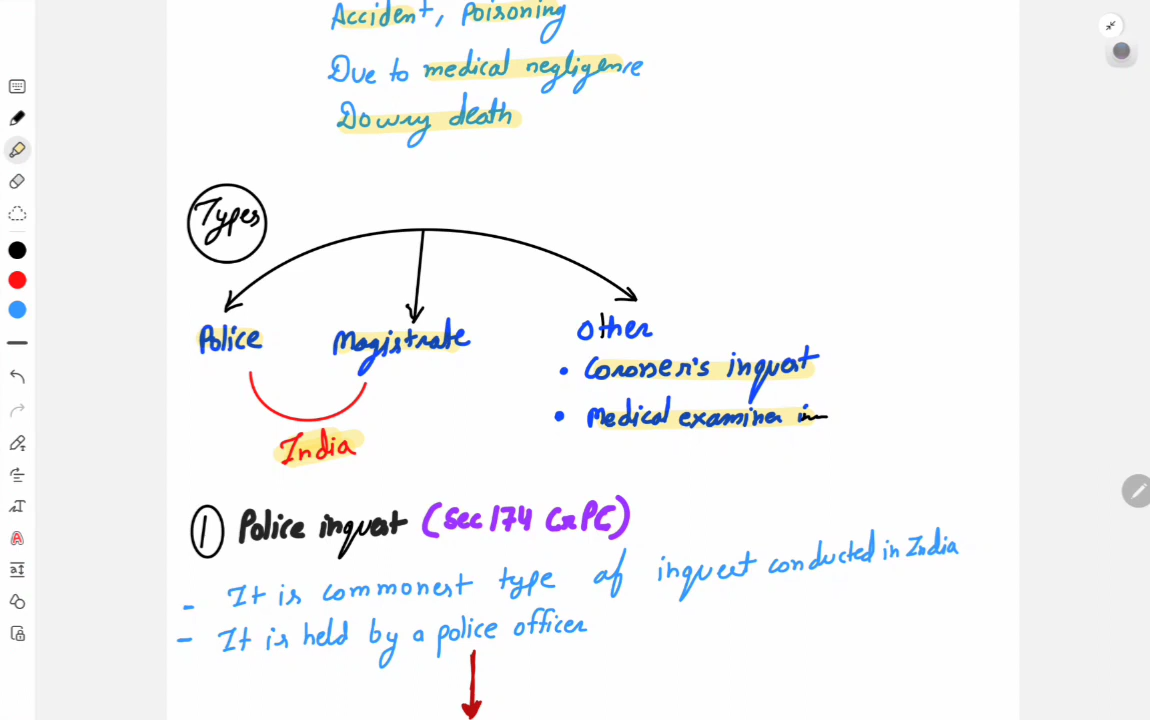 Accident, Poisoning
Due to medical negligence
Dowry death
Types
Police
Magistrate
Other
• Coroner's inquest
• Medical examiner in
India
① Police inquest (Sec 174 CrPC)
- It is commonest type of inquest conducted in India
- It is held by a police officer